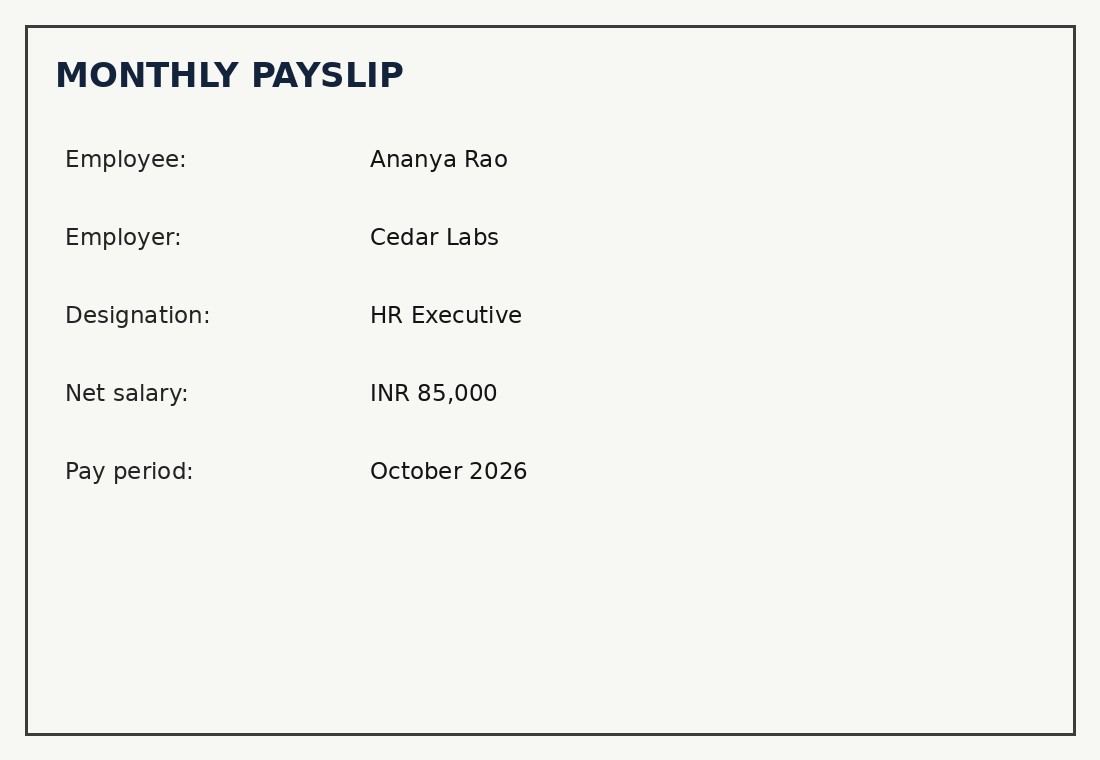 MONTHLY PAYSLIP
Employee: Ananya Rao
Employer: Cedar Labs
Designation: HR Executive
Net salary: INR 85,000
Pay period: October 2026